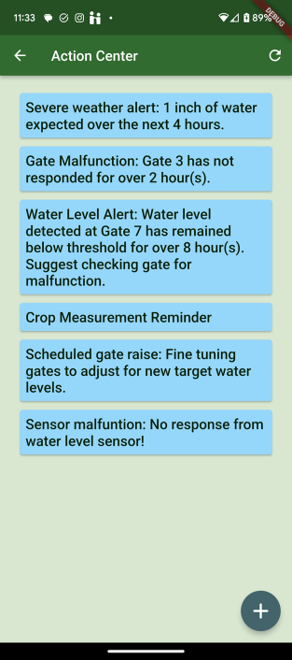 11:33
89%
DEBUG
Action Center
Severe weather alert: 1 inch of water
expected over the next 4 hours.
Gate Malfunction: Gate 3 has not
responded for over 2 hour(s).
Water Level Alert: Water level
detected at Gate 7 has remained
below threshold for over 8 hour(s).
Suggest checking gate for
malfunction.
Crop Measurement Reminder
Scheduled gate raise: Fine tuning
gates to adjust for new target water
levels.
Sensor malfuntion: No response from
water level sensor!